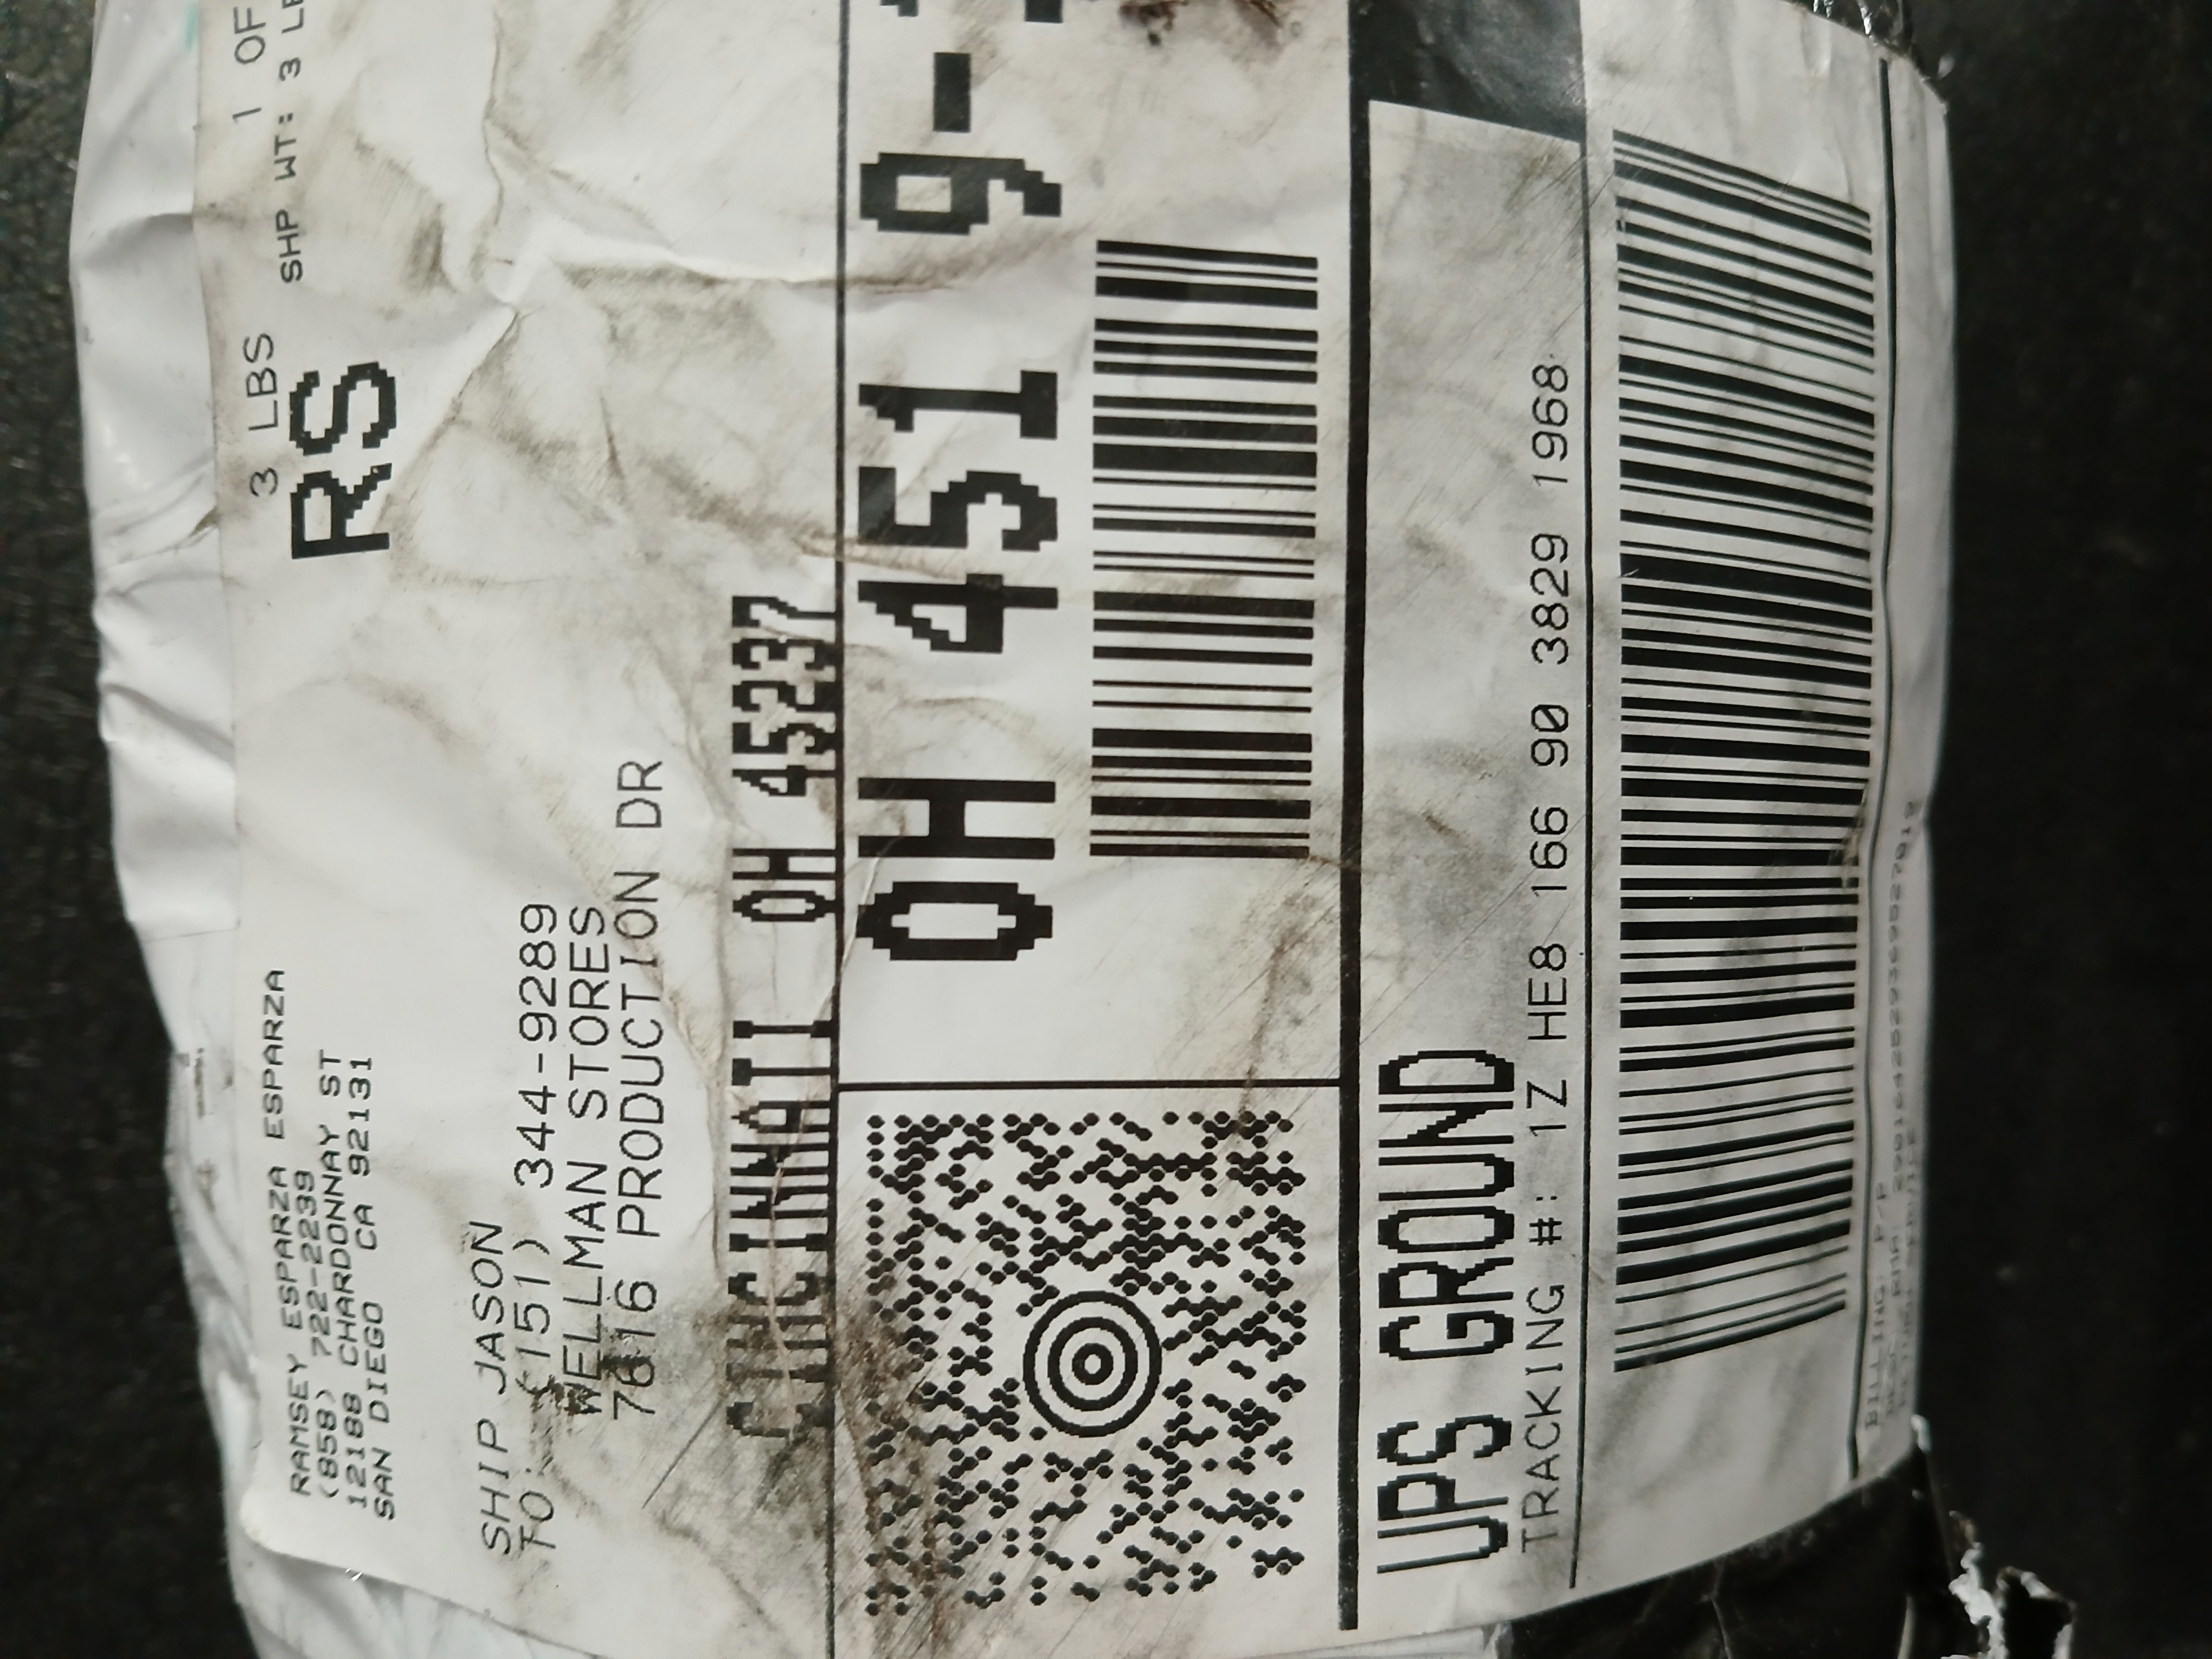 RAMSEY ESPARZA ESPARZA
(858) 722-2239
12188 CHARDONNAY ST
SAN DIEGO CA 92131
3 LBS 1 OF
SHP WT: 3 LB
RS
SHIP JASON
TO: (151) 344-9289
WELLMAN STORES
7616 PRODUCTION DR
CINCINNATI OH 45237
OH 451 9-
UPS GROUND
TRACKING #: 1Z HE8 166 90 3829 1968
BILLING: P/P